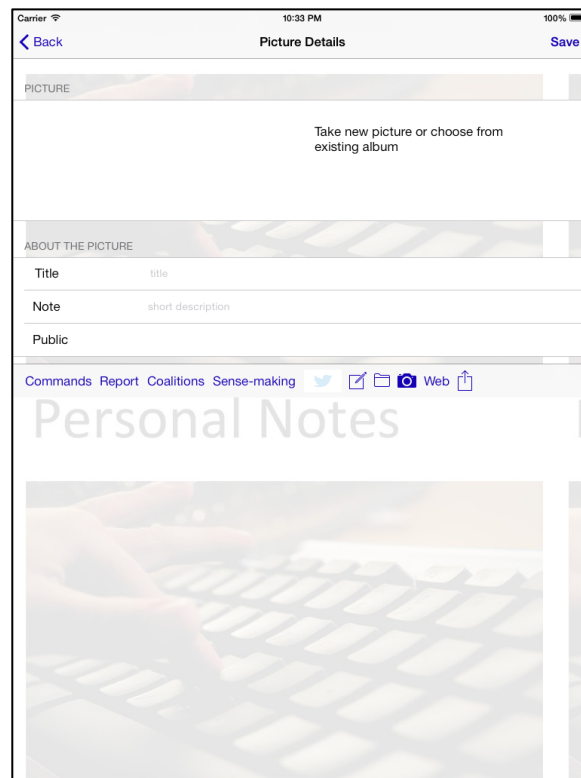 Carrier 10:33 PM 100%
Back Picture Details Save
PICTURE
Take new picture or choose from
existing album
ABOUT THE PICTURE
Title title
Note short description
Public
Commands Report Coalitions Sense-making Web
Personal Notes